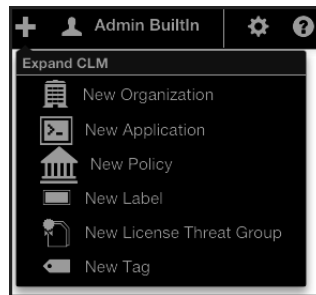 Admin BuiltIn
Expand CLM
New Organization
New Application
New Policy
New Label
New License Threat Group
New Tag